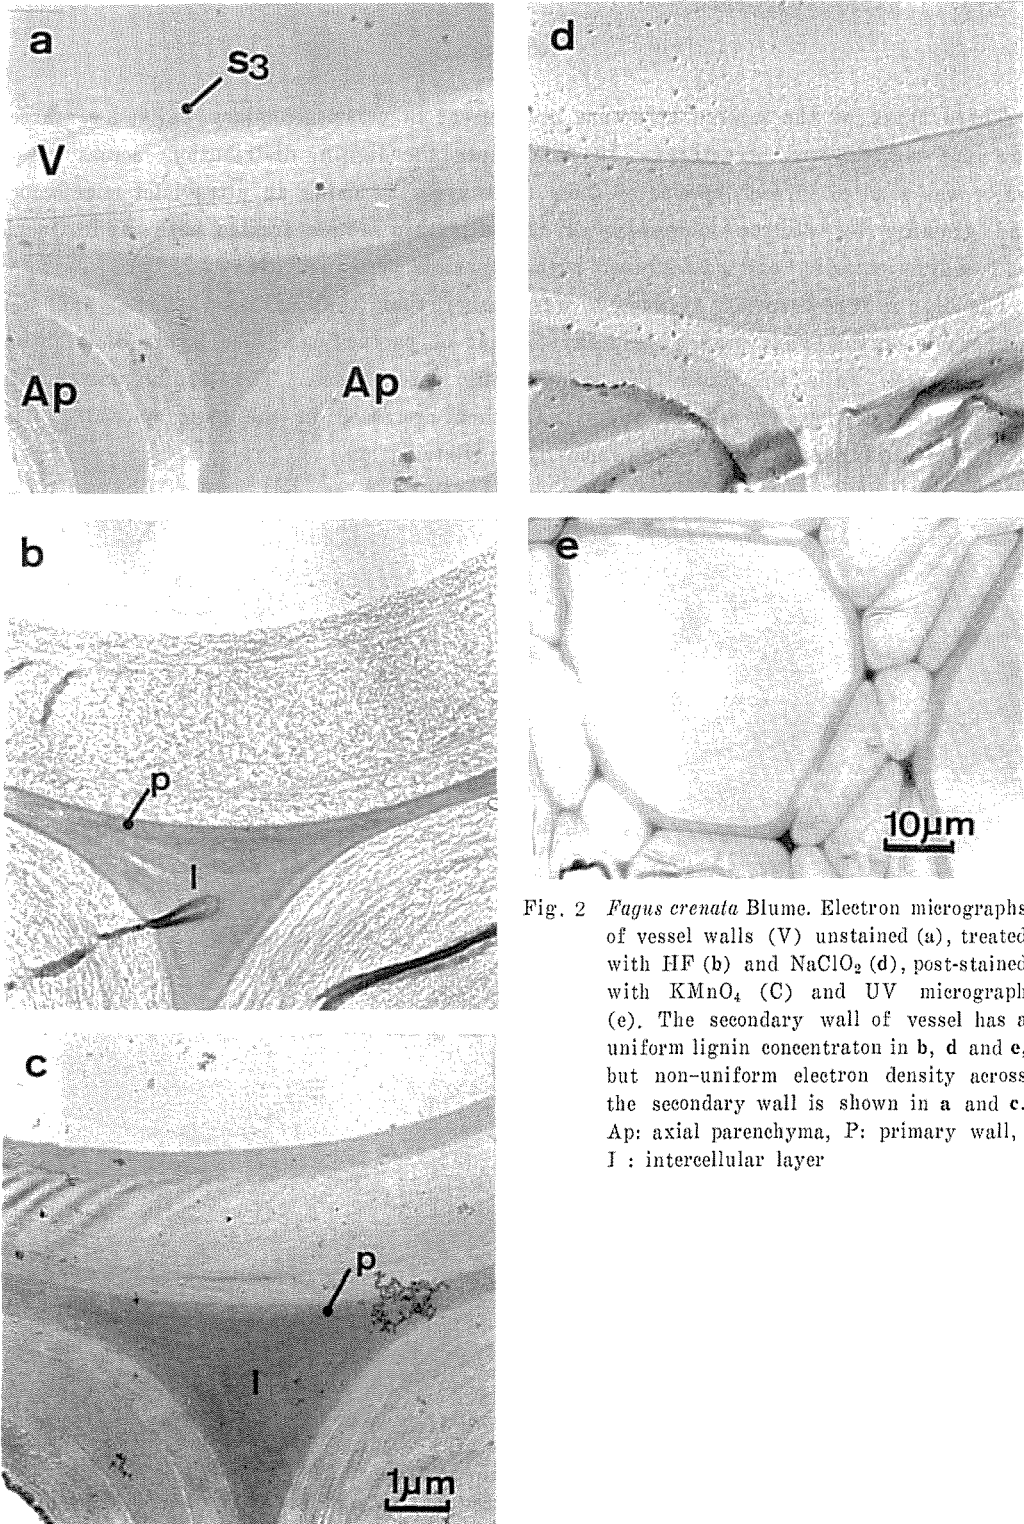 a
S3
V
Ap
Ap
d
b
p
I
e
10μm
c
p
I
1μm
Fig. 2 Fagus crenata Blume. Electron micrographs
of vessel walls (V) unstained (a), treated
with HF (b) and NaClO₂ (d), post-stained
with KMnO₄ (C) and UV micrograph
(e). The secondary wall of vessel has a
uniform lignin concentraton in b, d and e,
but non-uniform electron density across
the secondary wall is shown in a and c.
Ap: axial parenchyma, P: primary wall,
I : intercellular layer